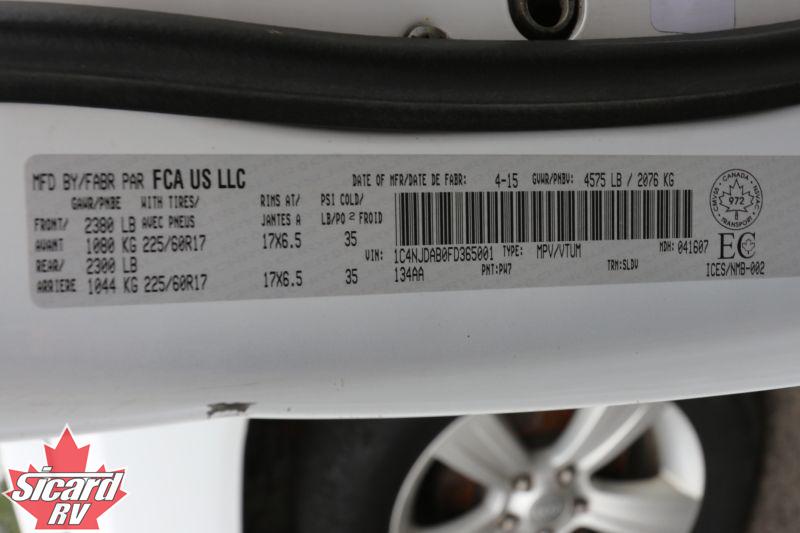 MFD BY/FABR PAR FCA US LLC
DATE OF MFR/DATE DE FABR: 4-15 GVWR/PNBV: 4575 LB / 2076 KG
GAWR/PNBE WITH TIRES/ RIMS AT/ PSI COLD/
FRONT/ 2380 LB AVEC PNEUS JANTES A LB/PO² FROID
AVANT 1080 KG 225/60R17 17X6.5 35
REAR/ 2300 LB
ARRIERE 1044 KG 225/60R17 17X6.5 35
VIN: 1C4NJDAB0FD365001 TYPE: MPV/VTUM MDH: 041607
134AA PNT:PW7 TRM:SLDV
CANADA
972
TRANSPORT
EC
ICES/NMB-002
Sicard
RV